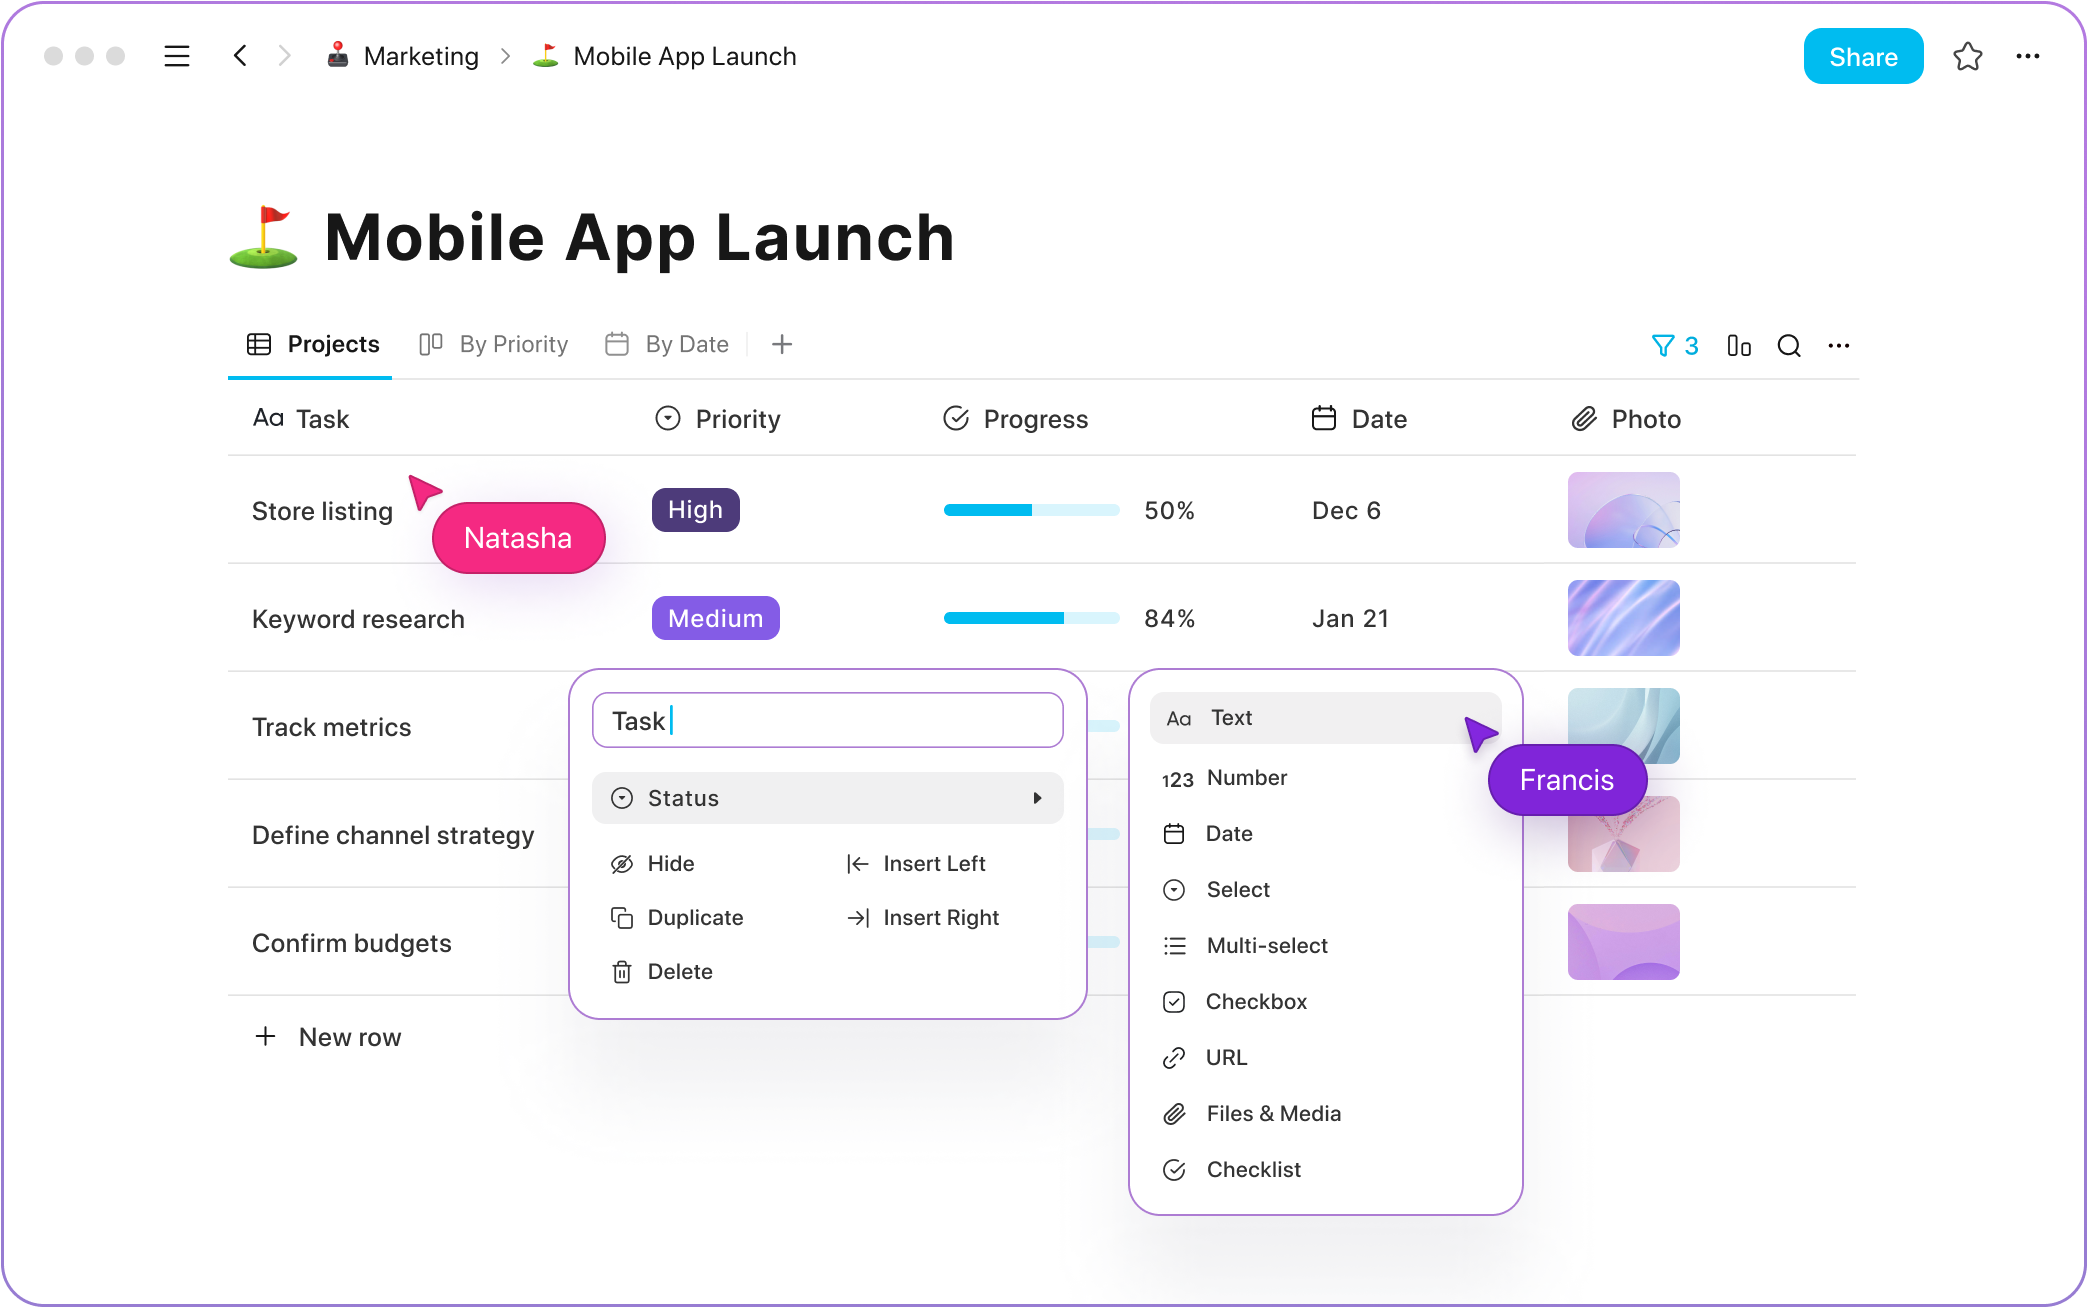 Marketing > Mobile App Launch
Share
Mobile App Launch
Projects
By Priority
By Date
3
Aa Task
Priority
Progress
Date
Photo
Store listing
Natasha
High
50%
Dec 6
Keyword research
Medium
84%
Jan 21
Track metrics
Define channel strategy
Confirm budgets
New row
Task
Status
Hide
Insert Left
Duplicate
Insert Right
Delete
Aa Text
Francis
123 Number
Date
Select
Multi-select
Checkbox
URL
Files & Media
Checklist